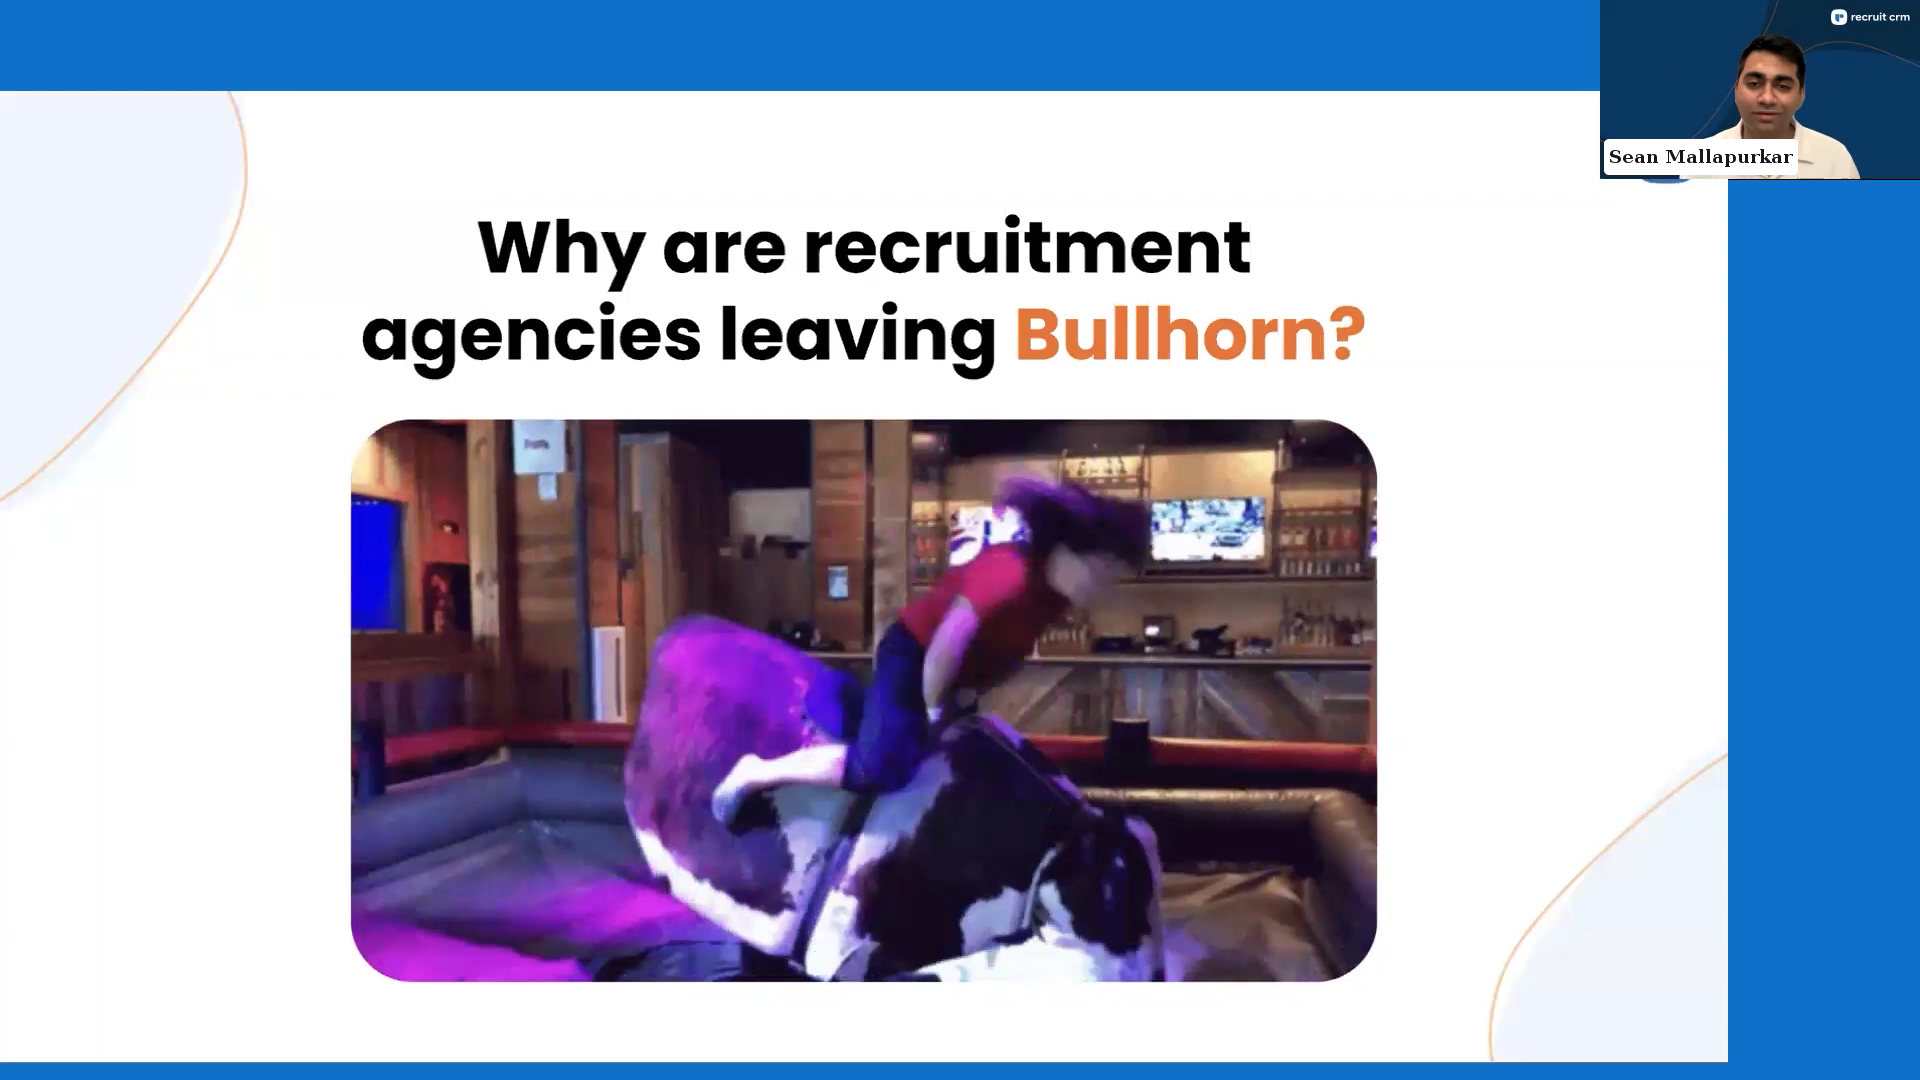 recruit crm
Sean Mallapurkar
Why are recruitment
agencies leaving Bullhorn?